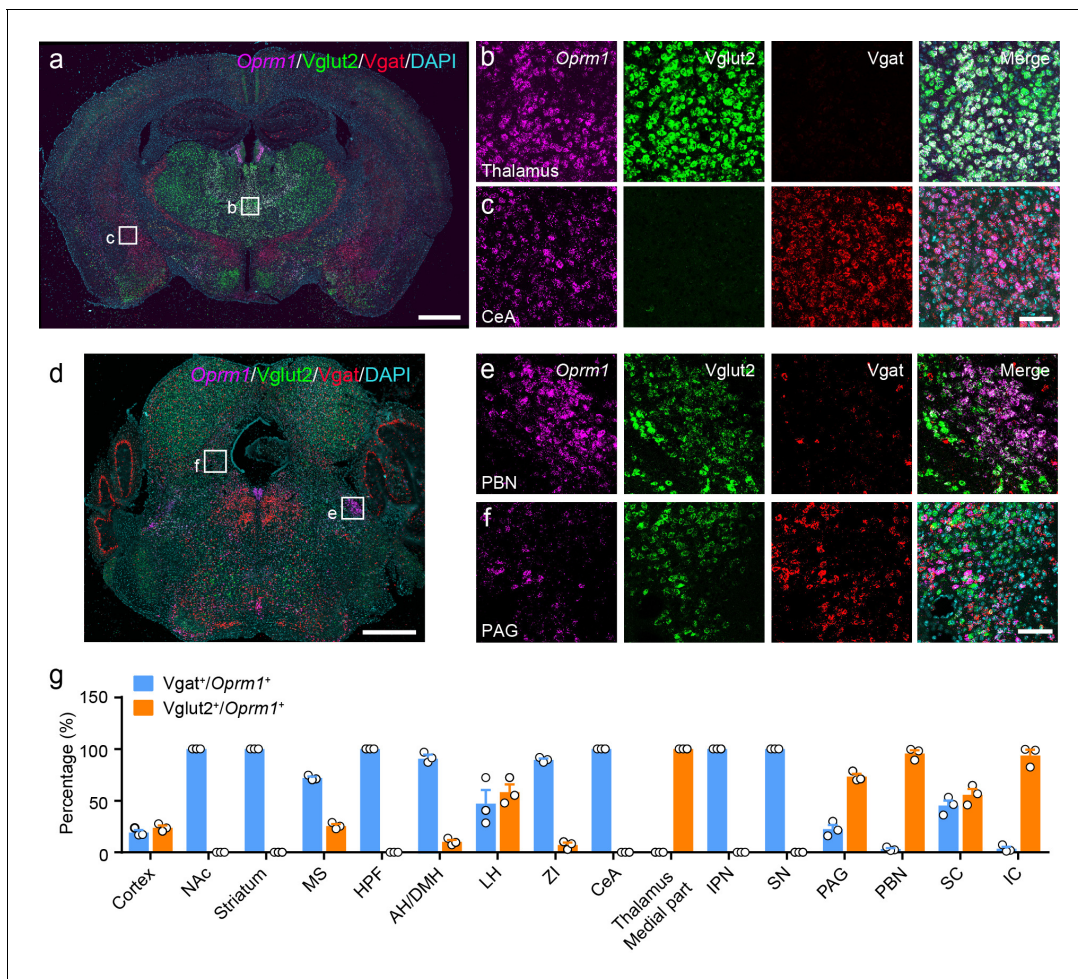 a
Oprm1/Vglut2/Vgat/DAPI
b
c
b
Oprm1
Vglut2
Vgat
Merge
Thalamus
c
CeA
d
Oprm1/Vglut2/Vgat/DAPI
f
e
e
Oprm1
Vglut2
Vgat
Merge
PBN
f
PAG
g
Vgat⁺/Oprm1⁺
Vglut2⁺/Oprm1⁺
Percentage (%)
150
100
50
0
Cortex
NAc
Striatum
MS
HPF
AH/DMH
LH
ZI
CeA
Thalamus
Medial part
IPN
SN
PAG
PBN
SC
IC